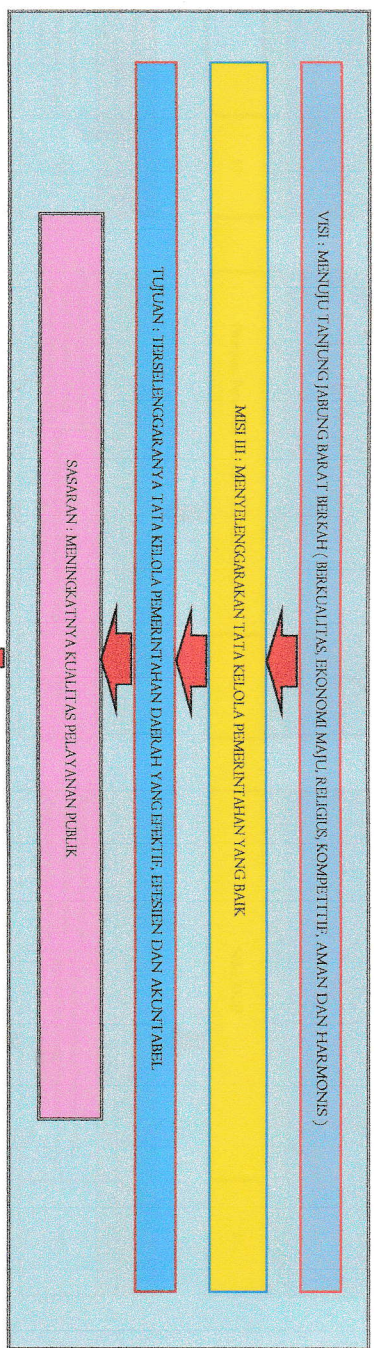 VISI : MENUJU TANJUNG JABUNG BARAT BERKAH ( BERKUALITAS, EKONOMI MAJU, RELIGIUS, KOMPETITIF, AMAN DAN HARMONIS )
MISI III : MENYELENGGARAKAN TATA KELOLA PEMERINTAHAN YANG BAIK
TUJUAN : TERSELENGGARANYA TATA KELOLA PEMERINTAHAN DAERAH YANG EFEKTIF, EFESIEN DAN AKUNTABEL
SASARAN : MENINGKATNYA KUALITAS PELAYANAN PUBLIK